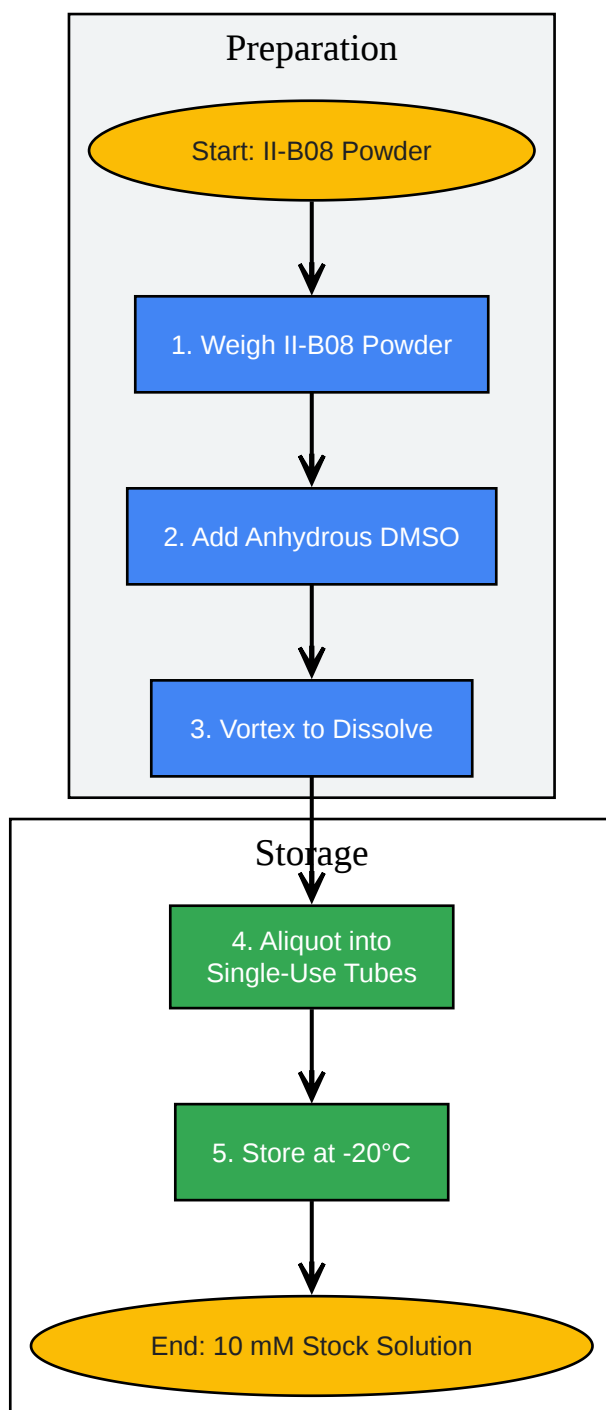 Preparation
Start: II-B08 Powder
1. Weigh II-B08 Powder
2. Add Anhydrous DMSO
3. Vortex to Dissolve
Storage
4. Aliquot into
Single-Use Tubes
5. Store at -20°C
End: 10 mM Stock Solution